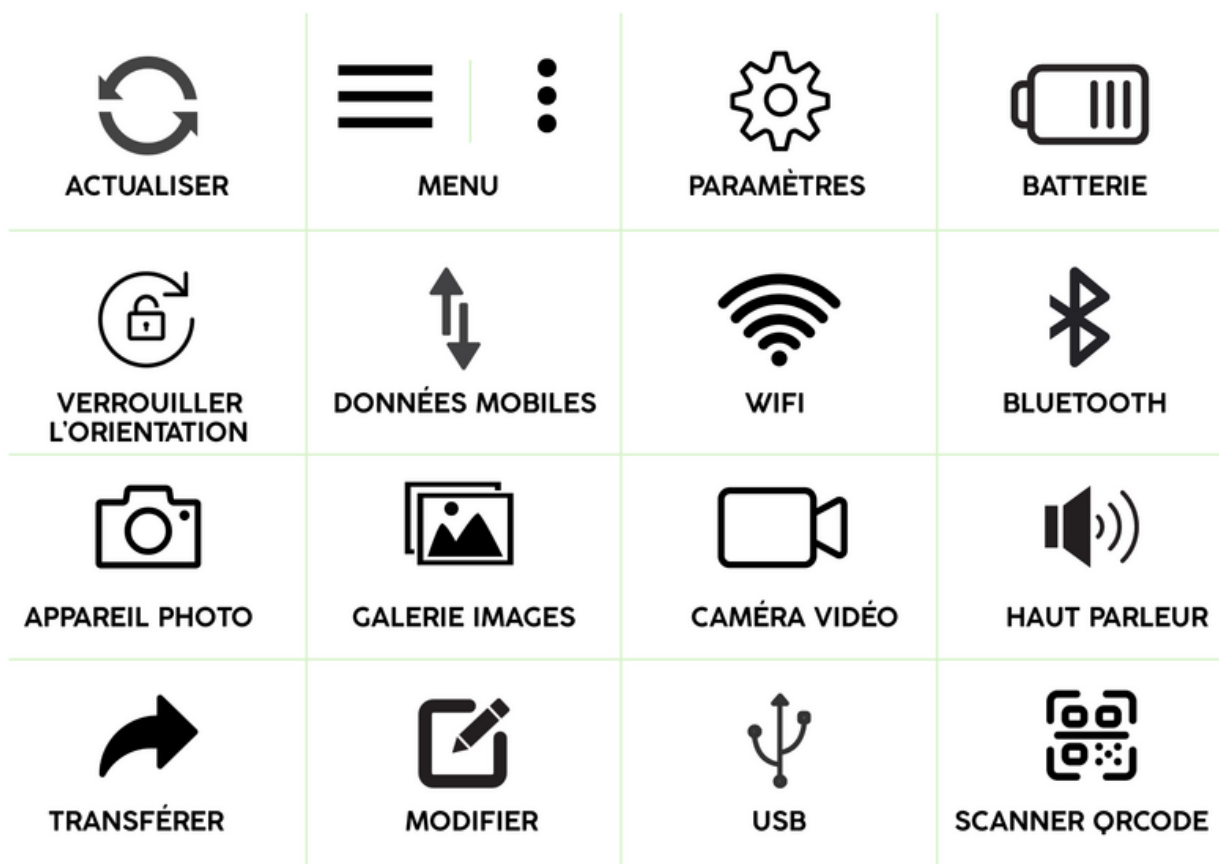 ACTUALISER
MENU
PARAMÈTRES
BATTERIE
VERROUILLER
L'ORIENTATION
DONNÉES MOBILES
WIFI
BLUETOOTH
APPAREIL PHOTO
GALERIE IMAGES
CAMÉRA VIDÉO
HAUT PARLEUR
TRANSFÉRER
MODIFIER
USB
SCANNER QRCODE